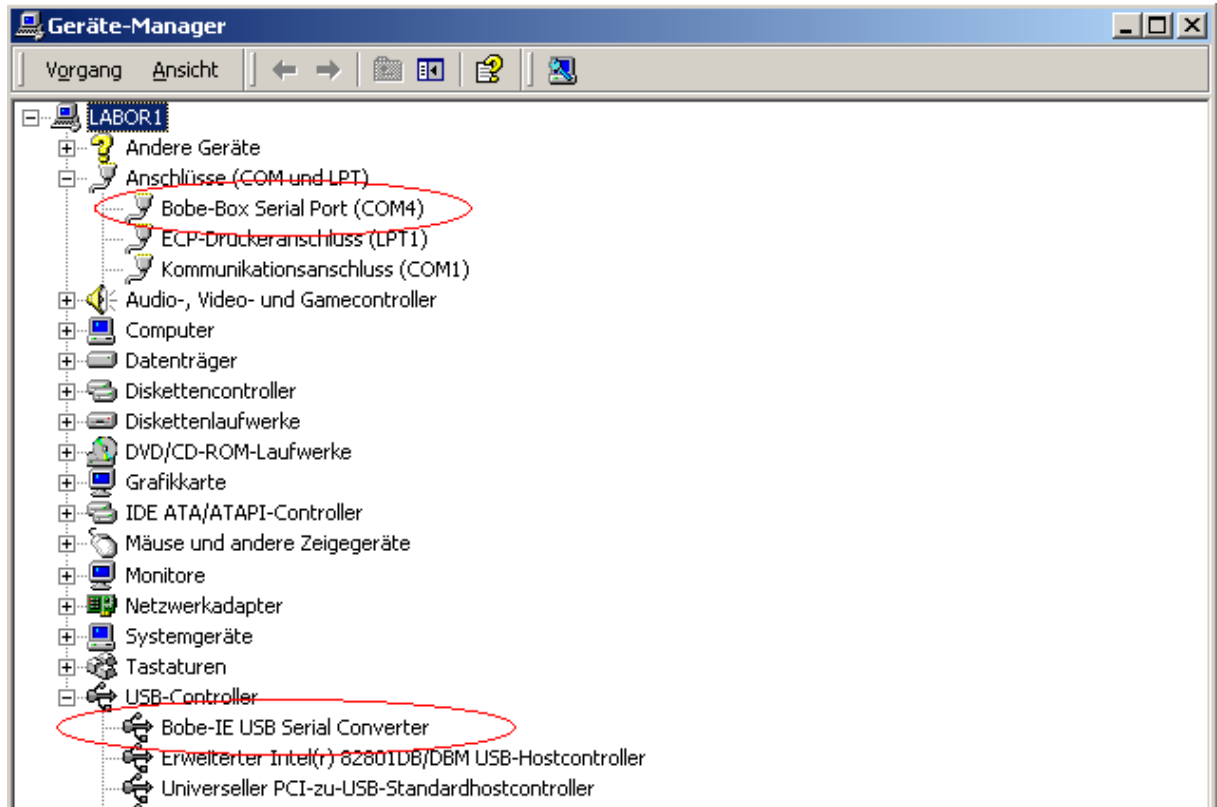 Geräte-Manager
Vorgang Ansicht
LABOR1
Andere Geräte
Anschlüsse (COM und LPT)
Bobe-Box Serial Port (COM4)
ECP-Druckeranschluss (LPT1)
Kommunikationsanschluss (COM1)
Audio-, Video- und Gamecontroller
Computer
Datenträger
Diskettencontroller
Diskettenlaufwerke
DVD/CD-ROM-Laufwerke
Grafikkarte
IDE ATA/ATAPI-Controller
Mäuse und andere Zeigegeräte
Monitore
Netzwerkadapter
Systemgeräte
Tastaturen
USB-Controller
Bobe-IE USB Serial Converter
Erweiterter Intel(r) 82801DB/DBM USB-Hostcontroller
Universeller PCI-zu-USB-Standardhostcontroller